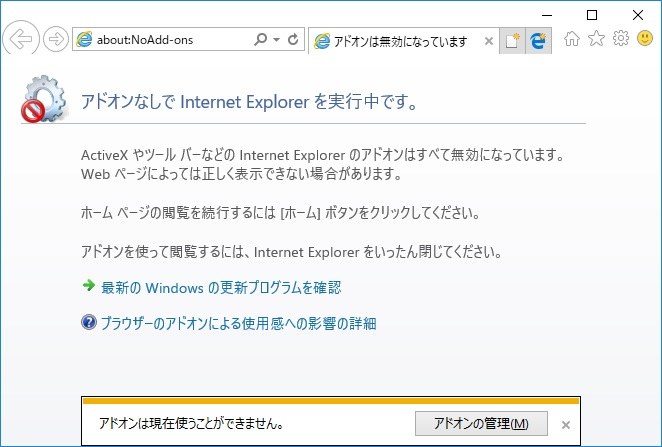 about:NoAdd-ons
アドオンは無効になっています
アドオンなしで Internet Explorer を実行中です。
ActiveX やツール バーなどの Internet Explorer のアドオンはすべて無効になっています。
Web ページによっては正しく表示できない場合があります。
ホーム ページの閲覧を続行するには [ホーム] ボタンをクリックしてください。
アドオンを使って閲覧するには、Internet Explorer をいったん閉じてください。
最新の Windows の更新プログラムを確認
ブラウザーのアドオンによる使用感への影響の詳細
アドオンは現在使うことができません。
アドオンの管理(M)